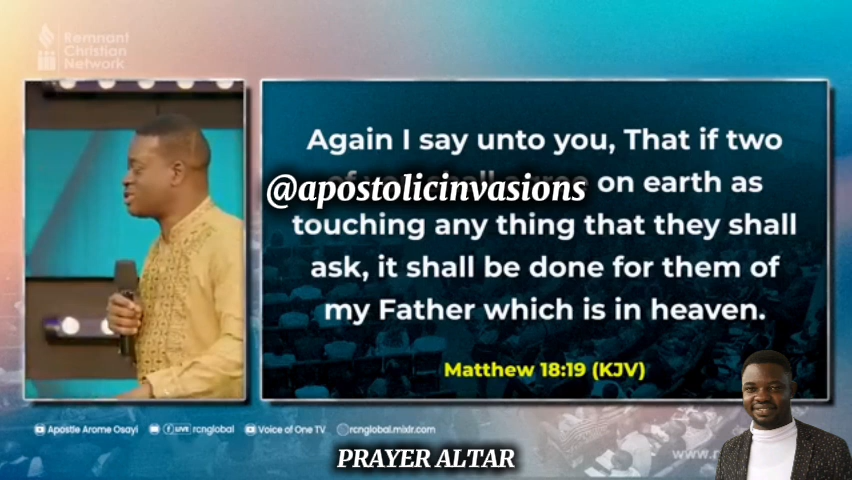 Remnant
Christian
Network
Again I say unto you, That if two
@apostolicinvasions on earth as
touching any thing that they shall
ask, it shall be done for them of
my Father which is in heaven.
Matthew 18:19 (KJV)
Apostle Arome Osayi LIVE rcnglobal Voice of One TV rcnglobal.mixlr.com
PRAYER ALTAR